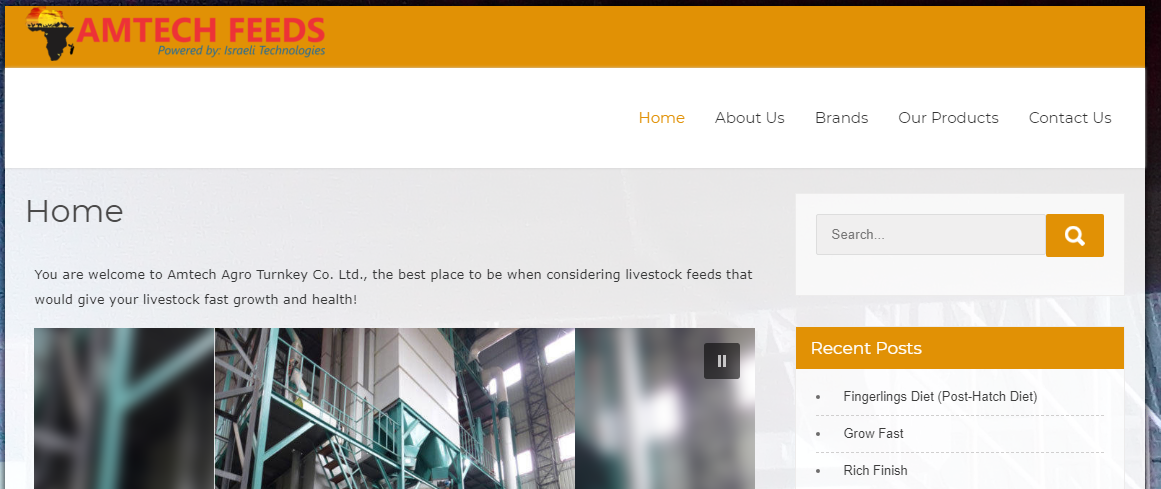 AMTECH FEEDS
Powered by: Israeli Technologies
Home
About Us
Brands
Our Products
Contact Us
Home
You are welcome to Amtech Agro Turnkey Co. Ltd., the best place to be when considering livestock feeds that
would give your livestock fast growth and health!
Search...
Recent Posts
Fingerlings Diet (Post-Hatch Diet)
Grow Fast
Rich Finish